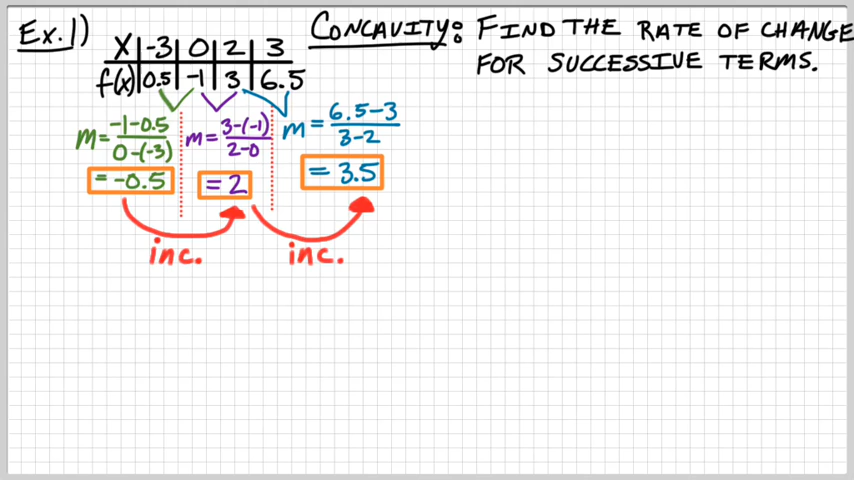 Ex. 1)
CONCAVITY: FIND THE RATE OF CHANGE
FOR SUCCESSIVE TERMS.
X | -3 | 0 | 2 | 3
f(x) | 0.5 | -1 | 3 | 6.5
m = -1-0.5 / 0-(-3)
= -0.5
m = 3-(-1) / 2-0
= 2
m = 6.5-3 / 3-2
= 3.5
inc.
inc.